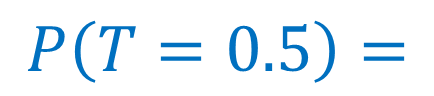 P(T = 0.5) =